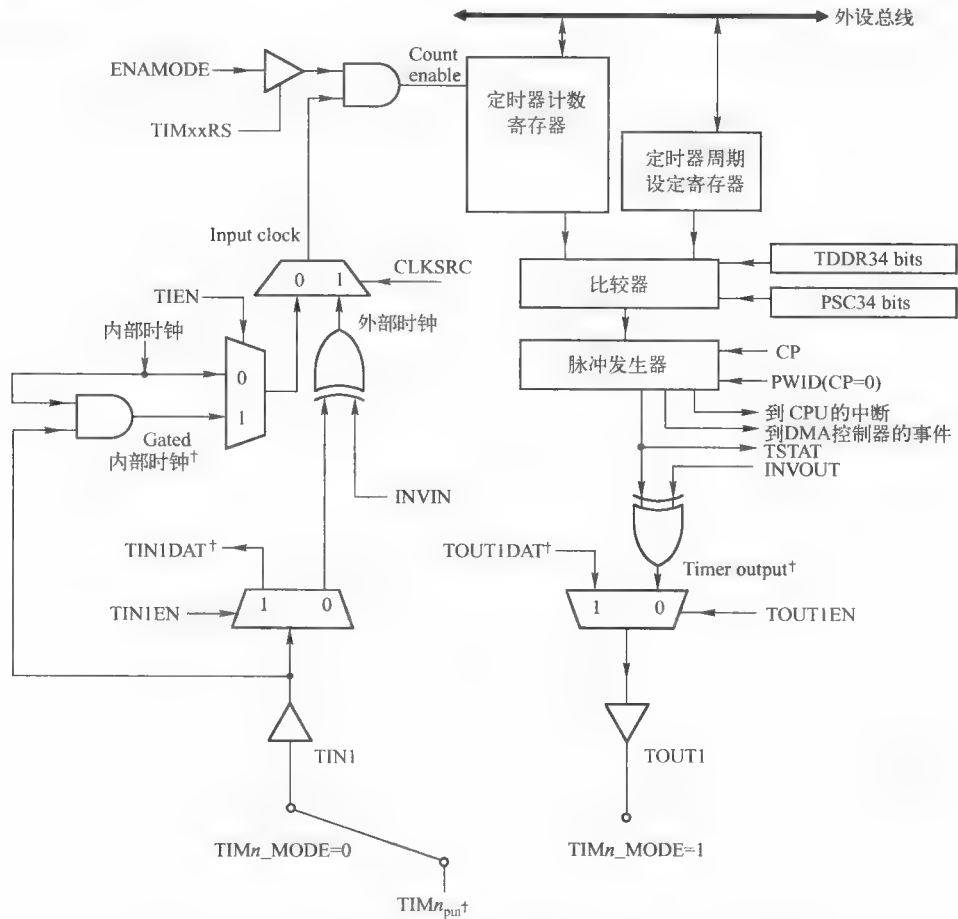 外设总线
ENAMODE
Count
enable
TIMxxRS
定时器计数
寄存器
定时器周期
设定寄存器
Input clock
0 1
CLKSRC
TIEN
外部时钟
内部时钟
0
1
Gated
内部时钟†
INVIN
比较器
TDDR34 bits
PSC34 bits
脉冲发生器
CP
PWID(CP=0)
到 CPU 的中断
到DMA控制器的事件
TSTAT
INVOUT
TIN1DAT†
TIN1EN
1 0
TIN1
TOUT1DAT†
Timer output†
1 0
TOUT1EN
TOUT1
TIMn_MODE=0
TIMn_MODE=1
TIMn